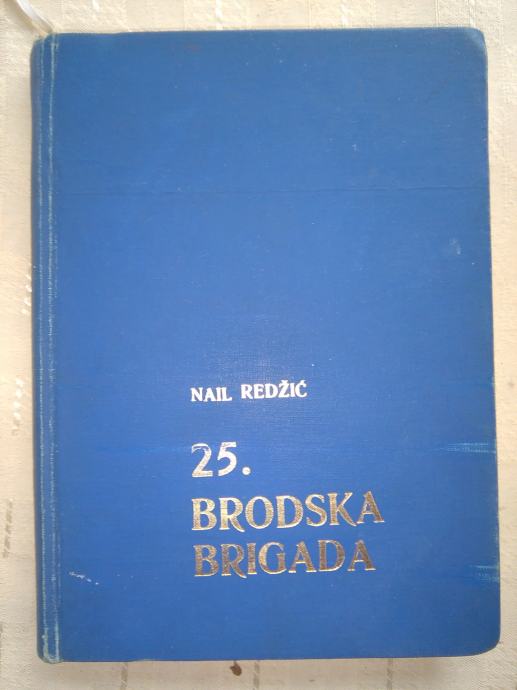 NAIL REDŽIĆ
25.
BRODSKA
BRIGADA